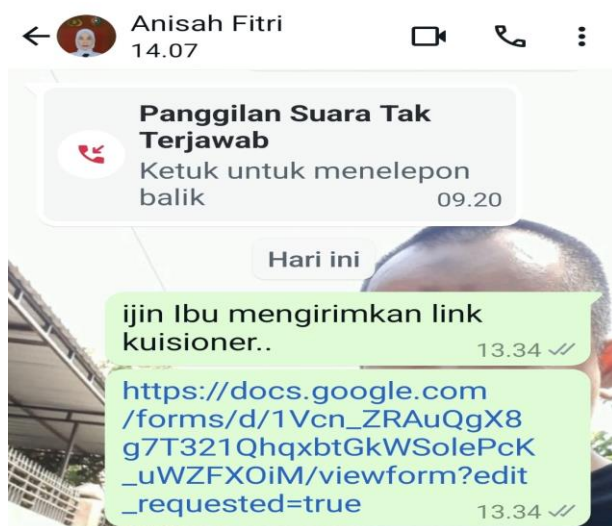 Anisah Fitri
14.07
Panggilan Suara Tak
Terjawab
Ketuk untuk menelepon
balik 09.20
Hari ini
ijin Ibu mengirimkan link
kuisioner.. 13.34
https://docs.google.com
/forms/d/1Vcn_ZRAuQgX8
g7T321QhqxbtGkWSolePcK
_uWZFXOiM/viewform?edit
_requested=true 13.34